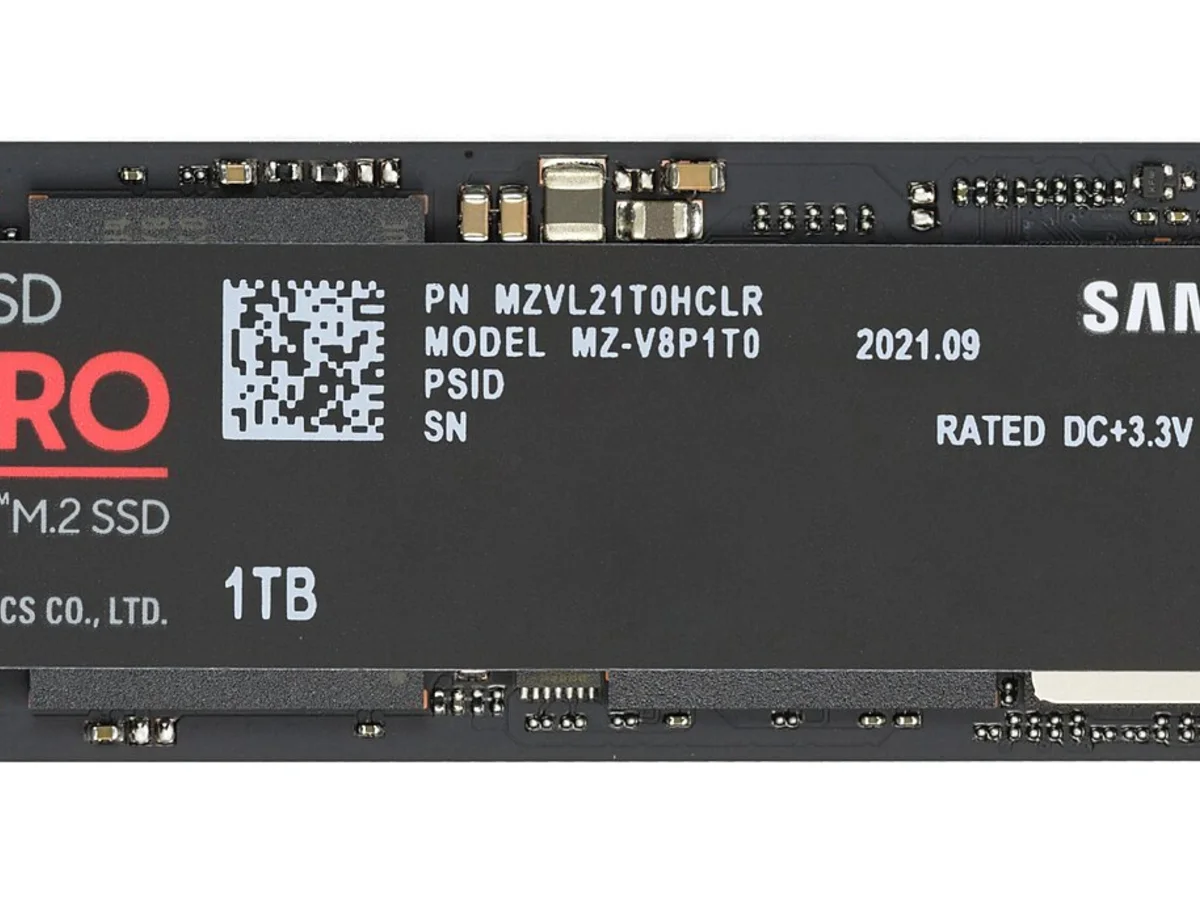 SD
RO
™M.2 SSD
CS CO., LTD.
1TB
PN MZVL21T0HCLR
MODEL MZ-V8P1T0
PSID
SN
2021.09
SAM
RATED DC+3.3V